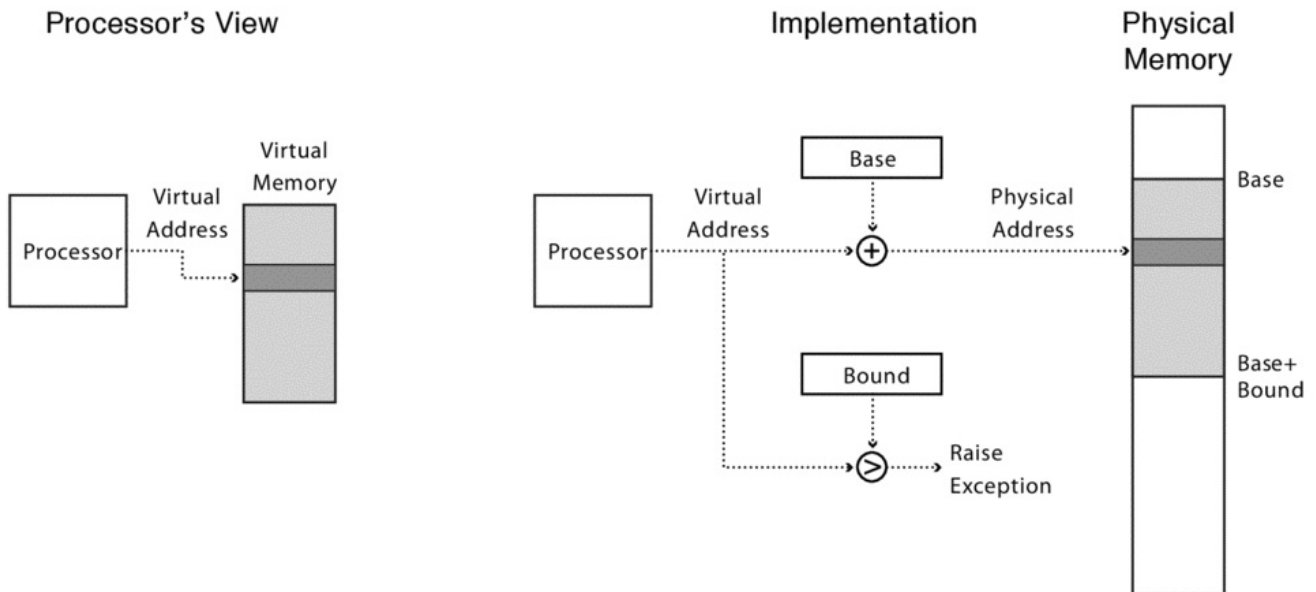 Processor's View
Implementation
Physical
Memory
Virtual
Memory
Virtual
Address
Processor
Base
Virtual
Address
Processor
+
Physical
Address
Base
Bound
>
Raise
Exception
Base+
Bound